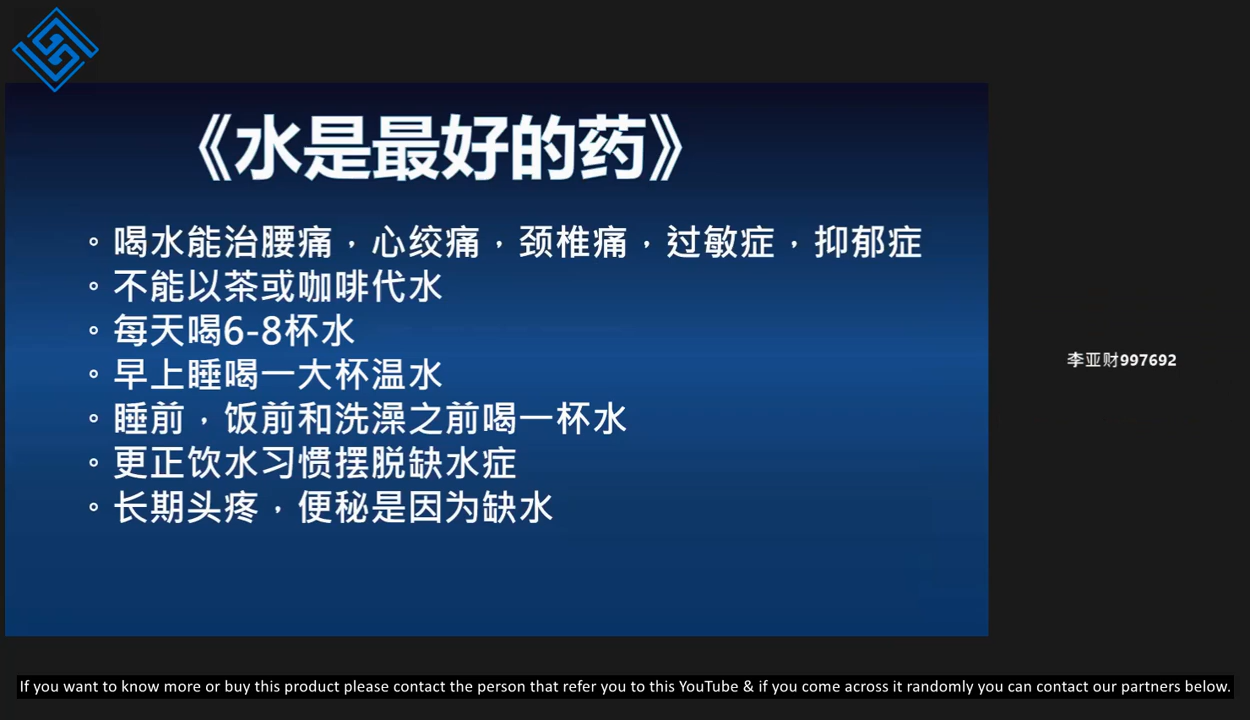 《水是最好的药》
。喝水能治腰痛，心绞痛，颈椎痛，过敏症，抑郁症
。不能以茶或咖啡代水
。每天喝6-8杯水
。早上睡喝一大杯温水
。睡前，饭前和洗澡之前喝一杯水
。更正饮水习惯摆脱缺水症
。长期头疼，便秘是因为缺水
李亚财997692
If you want to know more or buy this product please contact the person that refer you to this YouTube & if you come across it randomly you can contact our partners below.